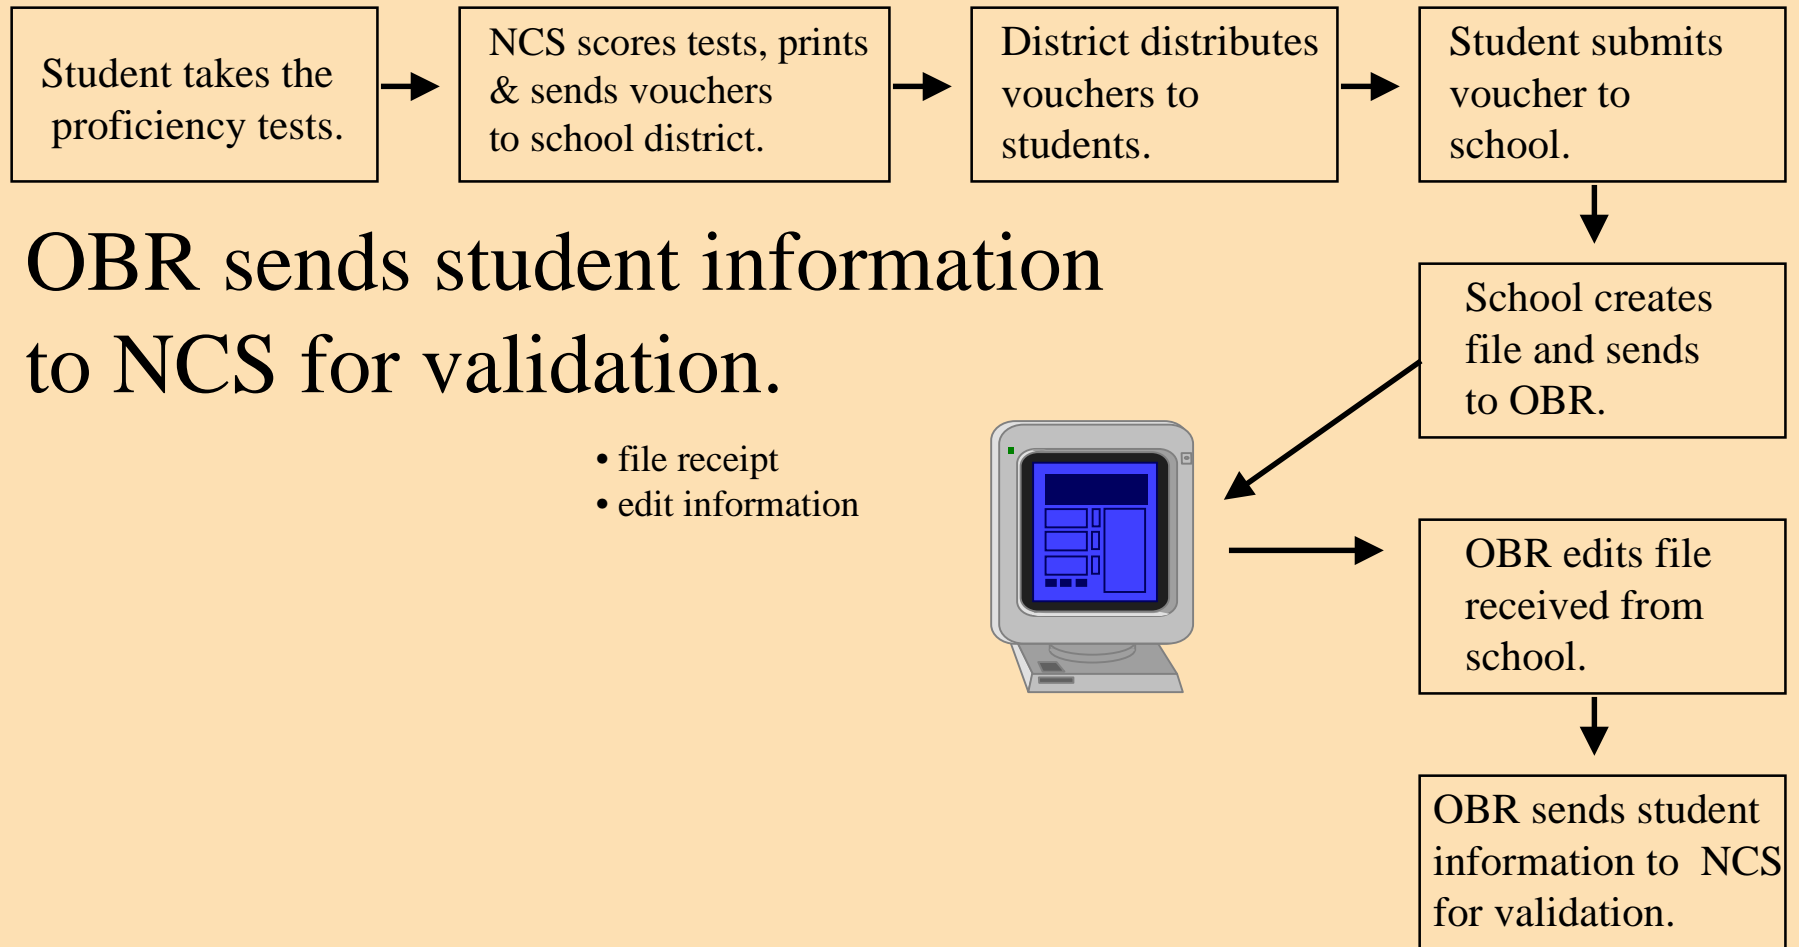 Student takes the
proficiency tests.
NCS scores tests, prints
& sends vouchers
to school district.
District distributes
vouchers to
students.
Student submits
voucher to
school.
OBR sends student information
to NCS for validation.
School creates
file and sends
to OBR.
• file receipt
• edit information
OBR edits file
received from
school.
OBR sends student
information to NCS
for validation.